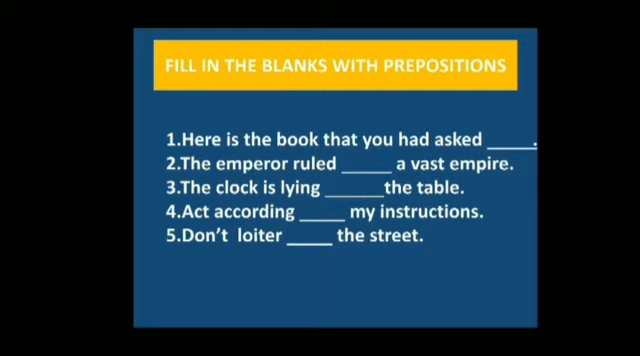 FILL IN THE BLANKS WITH PREPOSITIONS
1.Here is the book that you had asked _____.
2.The emperor ruled _____ a vast empire.
3.The clock is lying ______the table.
4.Act according _____ my instructions.
5.Don't loiter _____ the street.